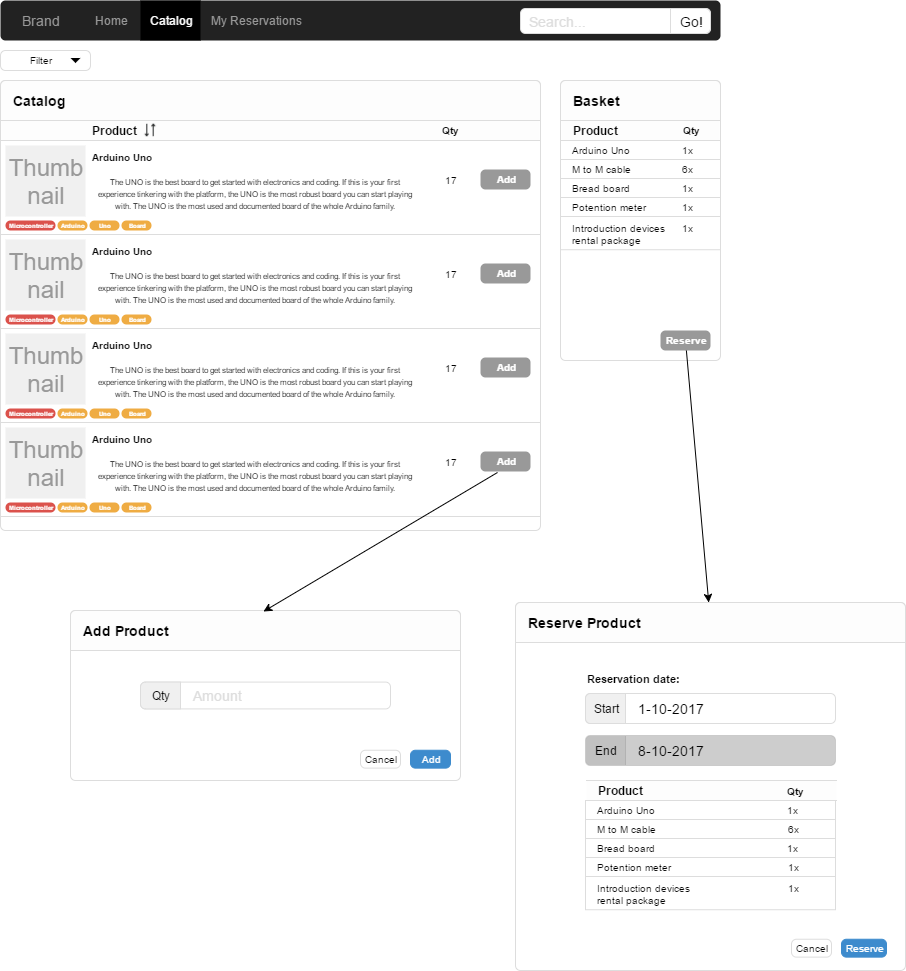 Brand Home Catalog My Reservations Search... Go!
Filter
Catalog
Product Qty
Thumb
nail
Arduino Uno
The UNO is the best board to get started with electronics and coding. If this is your first
experience tinkering with the platform, the UNO is the most robust board you can start playing
with. The UNO is the most used and documented board of the whole Arduino family.
17 Add
Microcontroller Arduino Uno Board
Thumb
nail
Arduino Uno
The UNO is the best board to get started with electronics and coding. If this is your first
experience tinkering with the platform, the UNO is the most robust board you can start playing
with. The UNO is the most used and documented board of the whole Arduino family.
17 Add
Microcontroller Arduino Uno Board
Thumb
nail
Arduino Uno
The UNO is the best board to get started with electronics and coding. If this is your first
experience tinkering with the platform, the UNO is the most robust board you can start playing
with. The UNO is the most used and documented board of the whole Arduino family.
17 Add
Microcontroller Arduino Uno Board
Thumb
nail
Arduino Uno
The UNO is the best board to get started with electronics and coding. If this is your first
experience tinkering with the platform, the UNO is the most robust board you can start playing
with. The UNO is the most used and documented board of the whole Arduino family.
17 Add
Microcontroller Arduino Uno Board
Basket
Product Qty
Arduino Uno 1x
M to M cable 6x
Bread board 1x
Potention meter 1x
Introduction devices 1x
rental package
Reserve
Add Product
Qty Amount
Cancel Add
Reserve Product
Reservation date:
Start 1-10-2017
End 8-10-2017
Product Qty
Arduino Uno 1x
M to M cable 6x
Bread board 1x
Potention meter 1x
Introduction devices 1x
rental package
Cancel Reserve